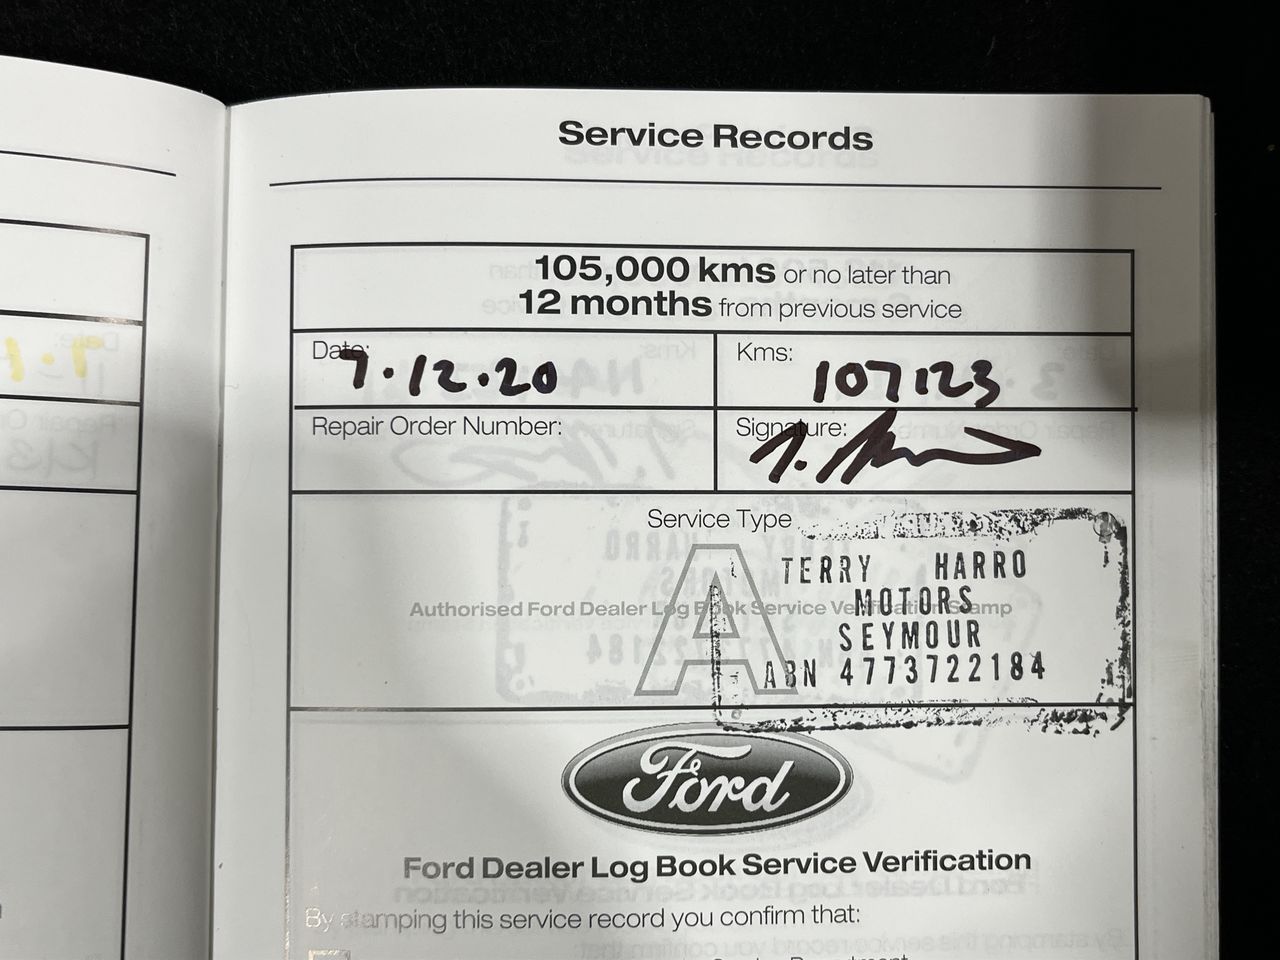 Service Records
105,000 kms or no later than
12 months from previous service
Date:
7.12.20
Kms:
107123
Repair Order Number:
Signature:
Service Type
A
Authorised Ford Dealer Log Book Service Verification Stamp
TERRY HARRO
MOTORS
SEYMOUR
ABN 4773722184
Ford
Ford Dealer Log Book Service Verification
By stamping this service record you confirm that: